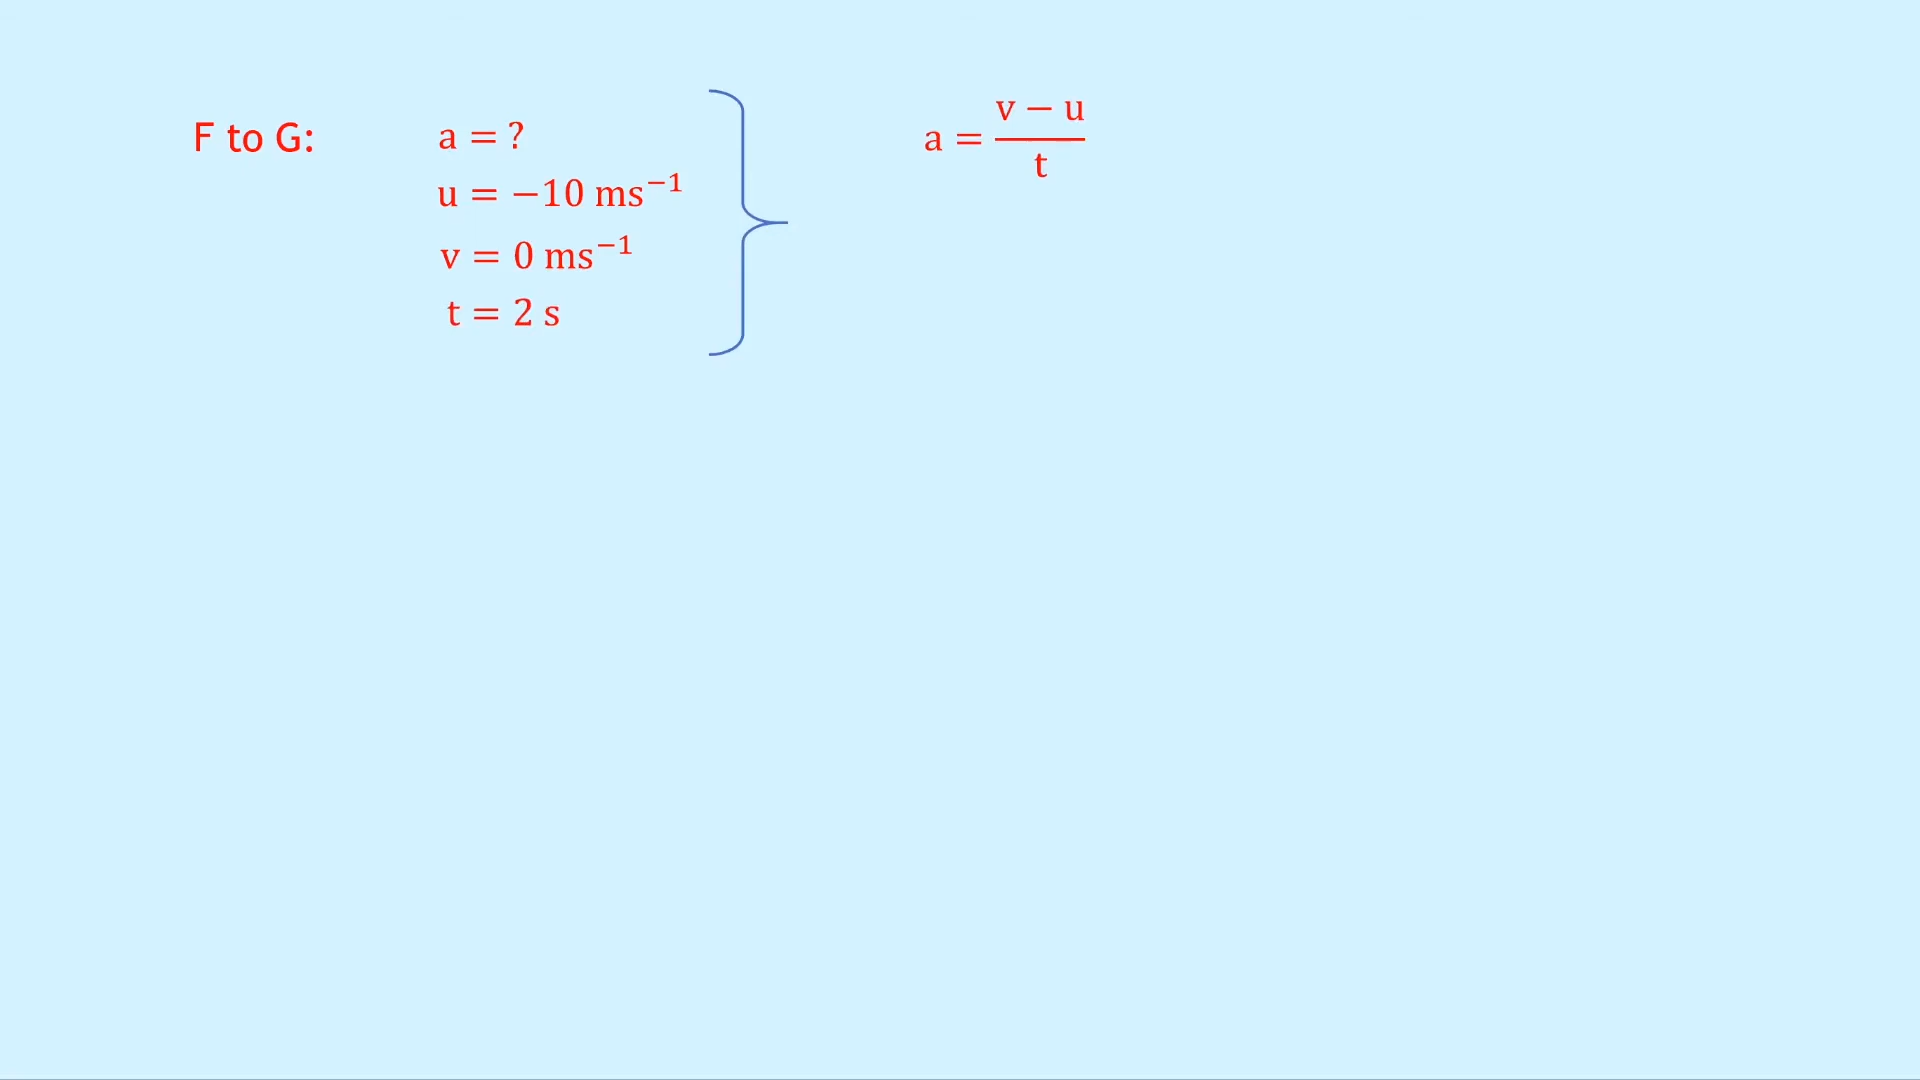 F to G:
a = ?
u = −10 ms⁻¹
v = 0 ms⁻¹
t = 2 s
a = (v − u)/t